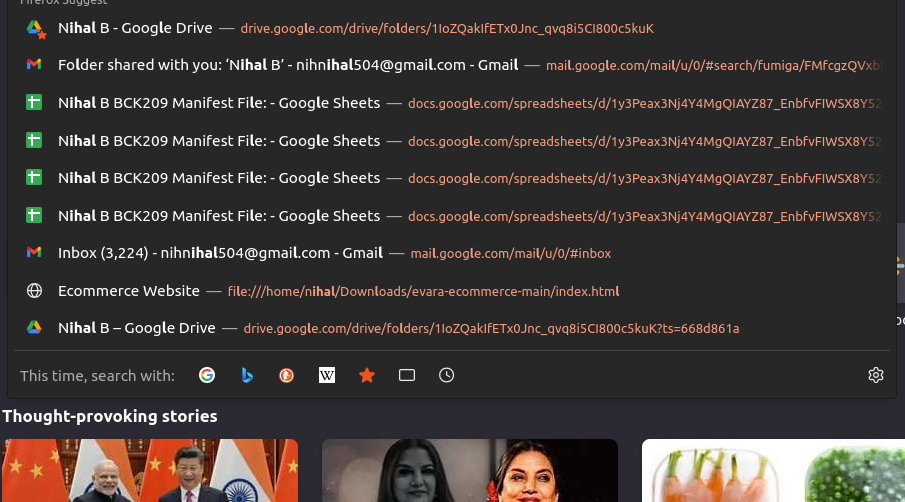 Firefox Suggest
Nihal B - Google Drive — drive.google.com/drive/folders/1IoZQakIfETx0Jnc_qvq8i5CI800c5kuK
Folder shared with you: ‘Nihal B’ - nihnihal504@gmail.com - Gmail — mail.google.com/mail/u/0/#search/fumiga/FMfcgzQVxbl
Nihal B BCK209 Manifest File: - Google Sheets — docs.google.com/spreadsheets/d/1y3Peax3Nj4Y4MgQIAYZ87_EnbfvFIWSX8Y52
Nihal B BCK209 Manifest File: - Google Sheets — docs.google.com/spreadsheets/d/1y3Peax3Nj4Y4MgQIAYZ87_EnbfvFIWSX8Y52
Nihal B BCK209 Manifest File: - Google Sheets — docs.google.com/spreadsheets/d/1y3Peax3Nj4Y4MgQIAYZ87_EnbfvFIWSX8Y52
Nihal B BCK209 Manifest File: - Google Sheets — docs.google.com/spreadsheets/d/1y3Peax3Nj4Y4MgQIAYZ87_EnbfvFIWSX8Y52
Inbox (3,224) - nihnihal504@gmail.com - Gmail — mail.google.com/mail/u/0/#inbox
Ecommerce Website — file:///home/nihal/Downloads/evara-ecommerce-main/index.html
Nihal B – Google Drive — drive.google.com/drive/folders/1IoZQakIfETx0Jnc_qvq8i5CI800c5kuK?ts=668d861a
This time, search with:
Thought-provoking stories